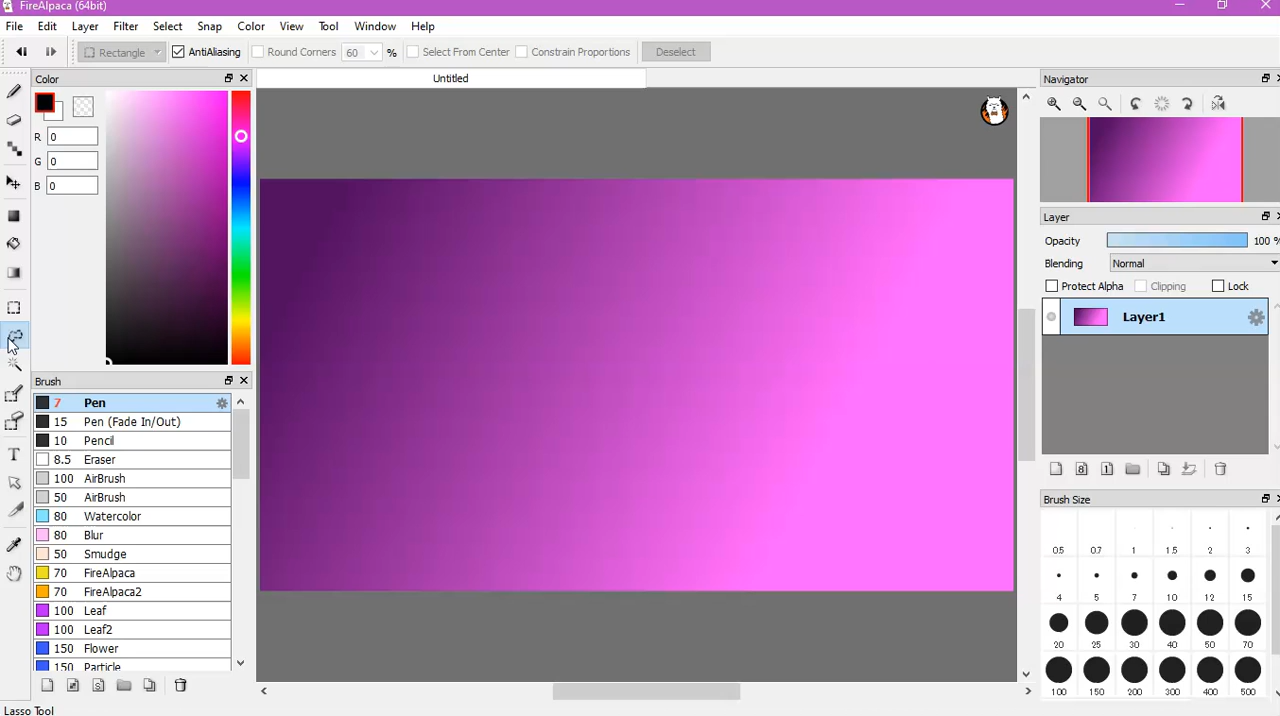 FireAlpaca (64bit)
File Edit Layer Filter Select Snap Color View Tool Window Help
Rectangle AntiAliasing Round Corners 60 % Select From Center Constrain Proportions Deselect
Color
R 0
G 0
B 0
Brush
7 Pen
15 Pen (Fade In/Out)
10 Pencil
8.5 Eraser
100 AirBrush
50 AirBrush
80 Watercolor
80 Blur
50 Smudge
70 FireAlpaca
70 FireAlpaca2
100 Leaf
100 Leaf2
150 Flower
150 Particle
Lasso Tool
Untitled
Navigator
Layer
Opacity 100 %
Blending Normal
Protect Alpha Clipping Lock
Layer1
8 1
Brush Size
0.5 0.7 1 1.5 2 3
4 5 7 10 12 15
20 25 30 40 50 70
100 150 200 300 400 500
T